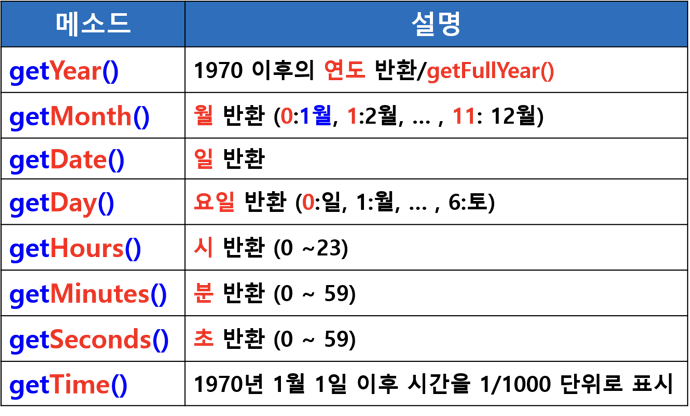 메소드 설명
getYear() 1970 이후의 연도 반환/getFullYear()
getMonth() 월 반환 (0:1월, 1:2월, ... , 11: 12월)
getDate() 일 반환
getDay() 요일 반환 (0:일, 1:월, ... , 6:토)
getHours() 시 반환 (0 ~23)
getMinutes() 분 반환 (0 ~ 59)
getSeconds() 초 반환 (0 ~ 59)
getTime() 1970년 1월 1일 이후 시간을 1/1000 단위로 표시